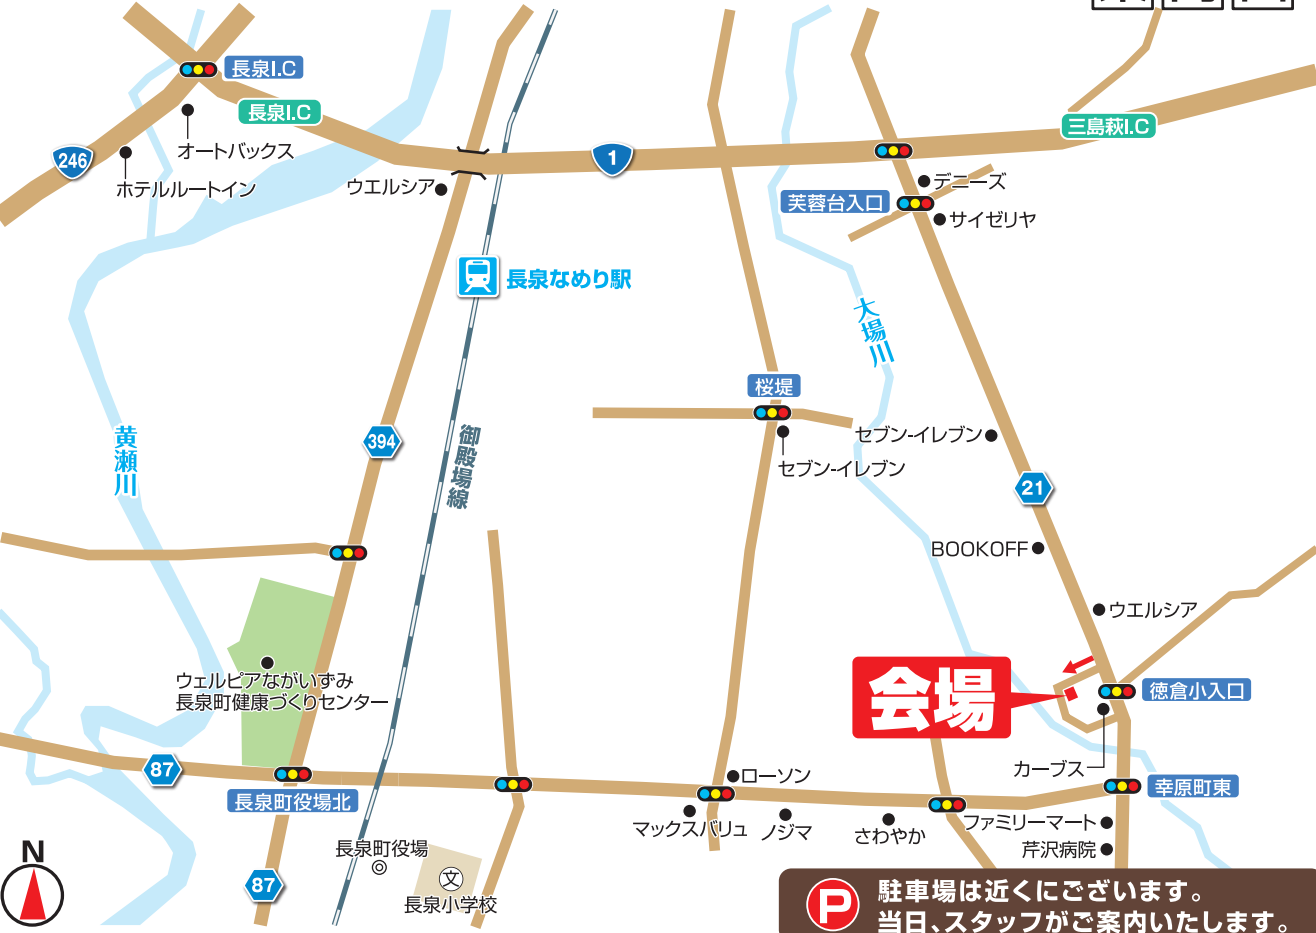 長泉I.C
長泉I.C
三島萩I.C
246
オートバックス
ホテルルートイン
ウエルシア
1
デニーズ
芙蓉台入口
サイゼリヤ
長泉なめり駅
大場川
桜堤
セブン-イレブン
セブン-イレブン
394
御殿場線
黄瀬川
21
BOOKOFF
ウエルシア
ウェルピアながいずみ
長泉町健康づくりセンター
会場
徳倉小入口
カーブス
87
長泉町役場北
ローソン
幸原町東
マックスバリュ
ノジマ
さわやか
ファミリーマート
芹沢病院
長泉町役場
文
長泉小学校
87
N
P
駐車場は近くにございます。
当日、スタッフがご案内いたします。